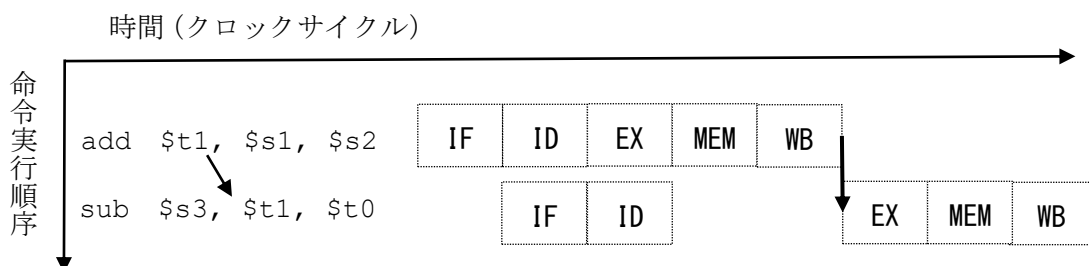 時間(クロックサイクル)
命令実行順序
add $t1, $s1, $s2 IF ID EX MEM WB
sub $s3, $t1, $t0 IF ID EX MEM WB